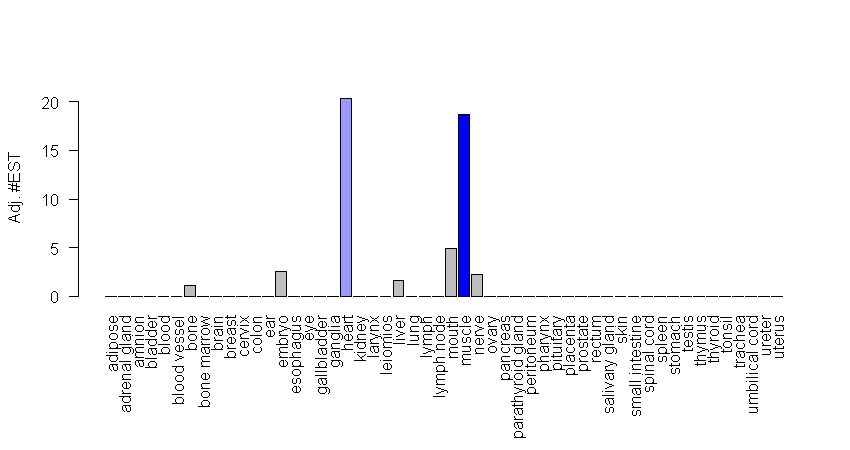 Adj. #EST
20
15
10
5
0
adipose
adrenal gland
amnion
bladder
blood
blood vessel
bone
bone marrow
brain
breast
cervix
colon
ear
embryo
esophagus
eye
gallbladder
ganglia
heart
kidney
larynx
leiomios
liver
lung
lymph
lymph node
mouth
muscle
nerve
ovary
pancreas
parathyroid gland
peritoneum
pharynx
pituitary
placenta
prostate
rectum
salivary gland
skin
small intestine
spinal cord
spleen
stomach
testis
thymus
thyroid
tonsil
trachea
umbilical cord
ureter
uterus